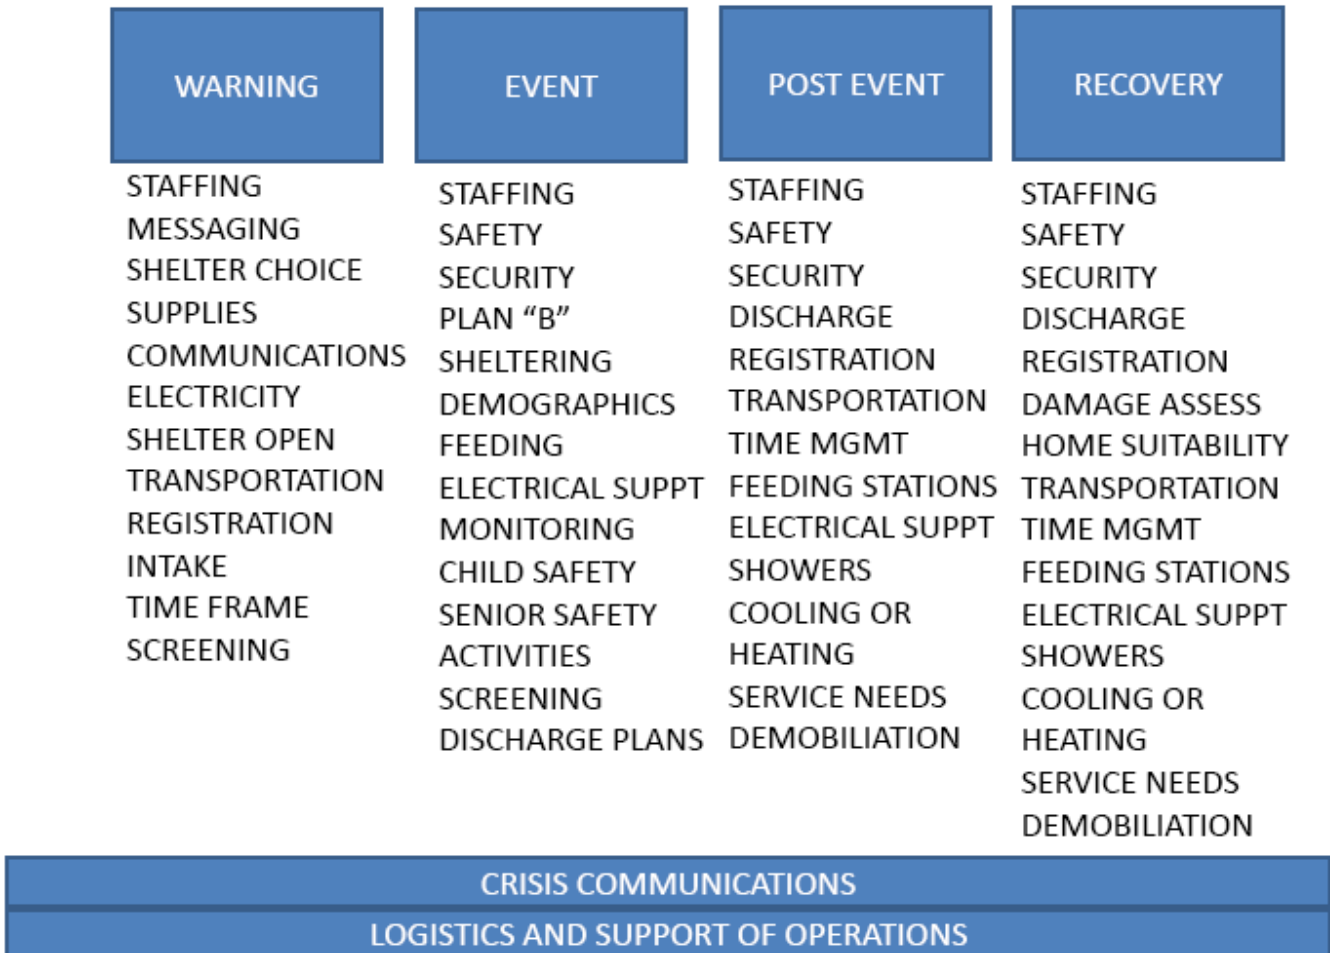 WARNING
STAFFING
MESSAGING
SHELTER CHOICE
SUPPLIES
COMMUNICATIONS
ELECTRICITY
SHELTER OPEN
TRANSPORTATION
REGISTRATION
INTAKE
TIME FRAME
SCREENING
EVENT
STAFFING
SAFETY
SECURITY
PLAN “B”
SHELTERING
DEMOGRAPHICS
FEEDING
ELECTRICAL SUPPT
MONITORING
CHILD SAFETY
SENIOR SAFETY
ACTIVITIES
SCREENING
DISCHARGE PLANS
POST EVENT
STAFFING
SAFETY
SECURITY
DISCHARGE
REGISTRATION
TRANSPORTATION
TIME MGMT
FEEDING STATIONS
ELECTRICAL SUPPT
SHOWERS
COOLING OR
HEATING
SERVICE NEEDS
DEMOBILIATION
RECOVERY
STAFFING
SAFETY
SECURITY
DISCHARGE
REGISTRATION
DAMAGE ASSESS
HOME SUITABILITY
TRANSPORTATION
TIME MGMT
FEEDING STATIONS
ELECTRICAL SUPPT
SHOWERS
COOLING OR
HEATING
SERVICE NEEDS
DEMOBILIATION
CRISIS COMMUNICATIONS
LOGISTICS AND SUPPORT OF OPERATIONS